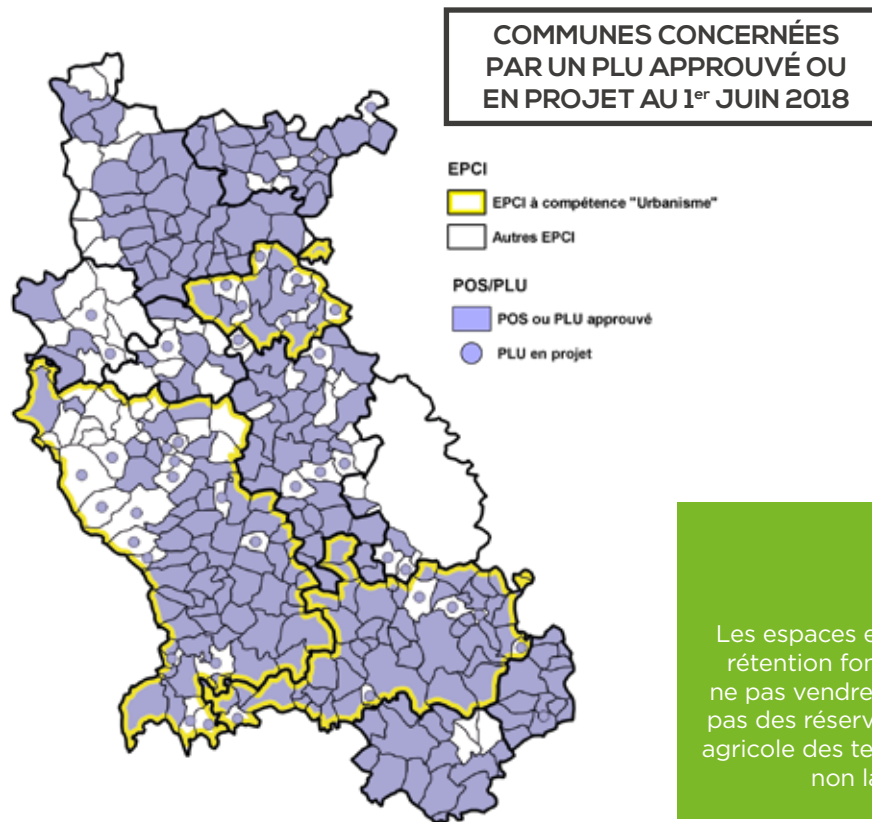 COMMUNES CONCERNÉES
PAR UN PLU APPROUVÉ OU
EN PROJET AU 1er JUIN 2018
EPCI
EPCI à compétence "Urbanisme"
Autres EPCI
POS/PLU
POS ou PLU approuvé
PLU en projet
Les espaces e
rétention for
ne pas vendre
pas des réserv
agricole des te
non la